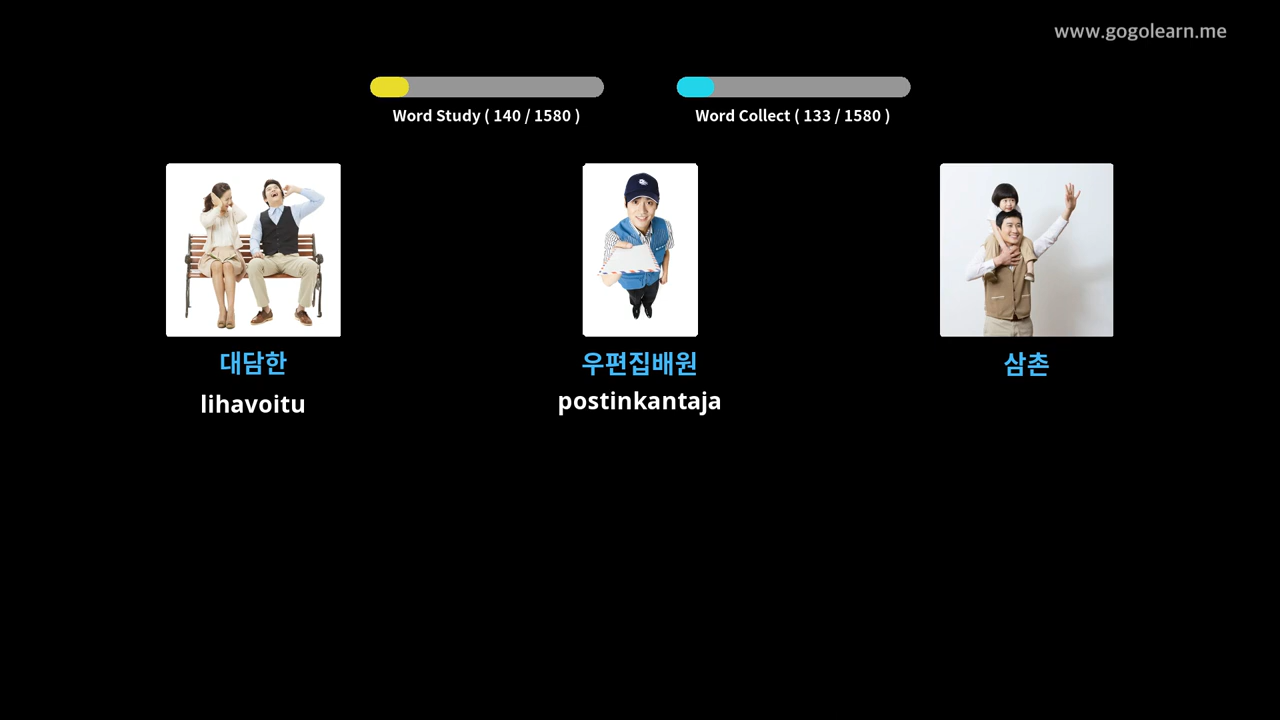 www.gogolearn.me
Word Study ( 140 / 1580 )
Word Collect ( 133 / 1580 )
대담한
우편집배원
삼촌
lihavoitu
postinkantaja